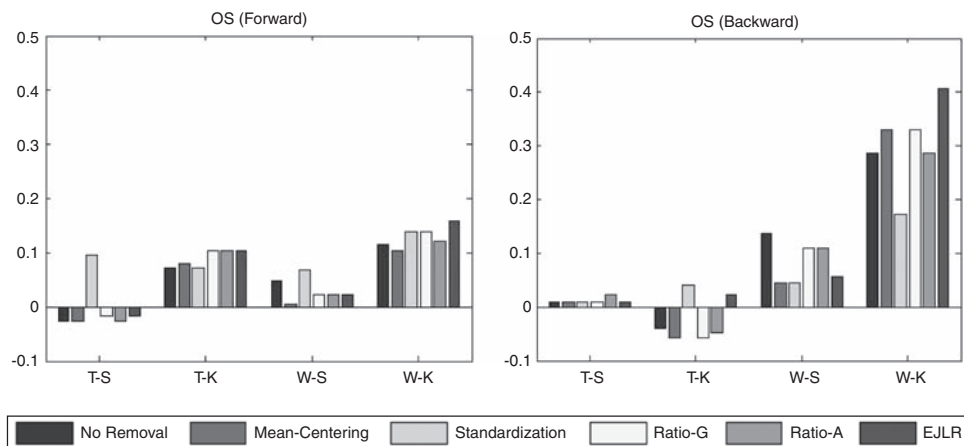 OS (Forward)
0.5
0.4
0.3
0.2
0.1
0
-0.1
T-S T-K W-S W-K
OS (Backward)
0.5
0.4
0.3
0.2
0.1
0
-0.1
T-S T-K W-S W-K
No Removal Mean-Centering Standardization Ratio-G Ratio-A EJLR